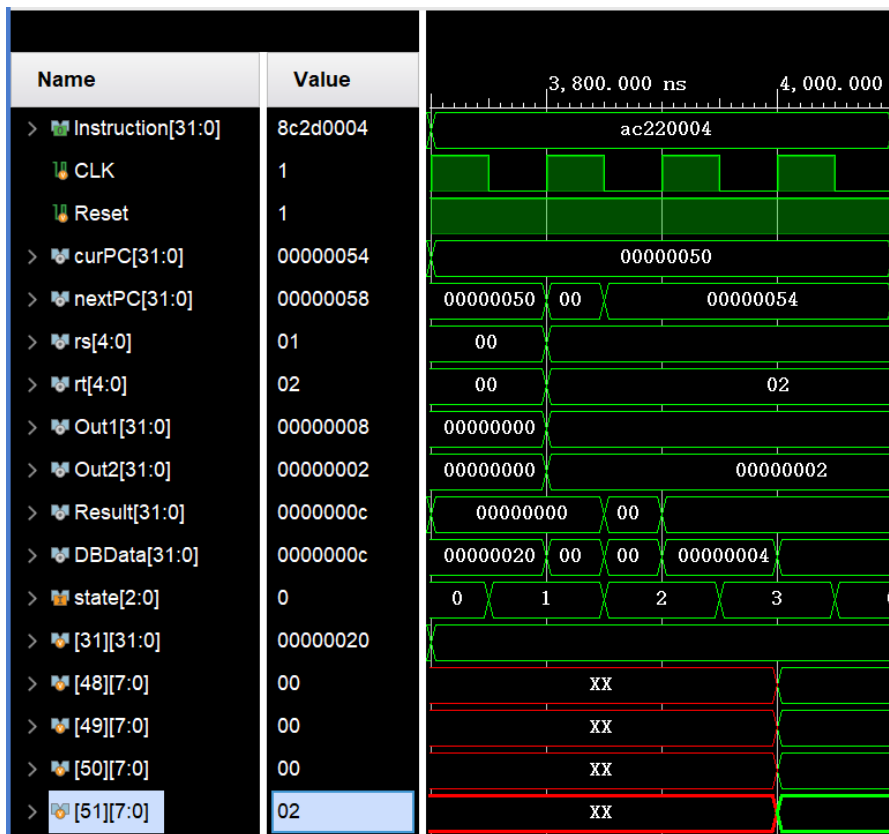 Name Value
3,800.000 ns 4,000.000
Instruction[31:0] 8c2d0004 ac220004
CLK 1
Reset 1
curPC[31:0] 00000054 00000050
nextPC[31:0] 00000058 00000050 00 00000054
rs[4:0] 01 00
rt[4:0] 02 00 02
Out1[31:0] 00000008 00000000
Out2[31:0] 00000002 00000000 00000002
Result[31:0] 0000000c 00000000 00
DBData[31:0] 0000000c 00000020 00 00 00000004
state[2:0] 0 0 1 2 3
[31][31:0] 00000020
[48][7:0] 00 XX
[49][7:0] 00 XX
[50][7:0] 00 XX
[51][7:0] 02 XX